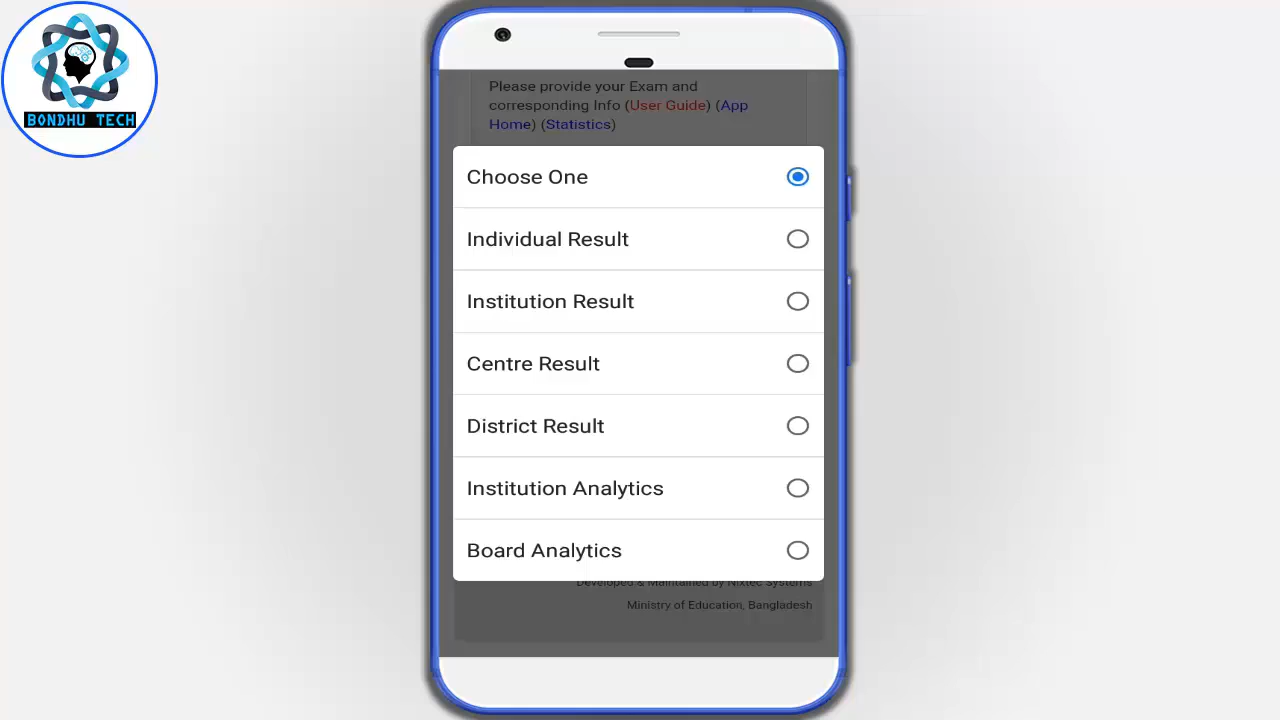 BONDHU TECH
Please provide your Exam and
corresponding Info (User Guide) (App
Home) (Statistics)
Choose One
Individual Result
Institution Result
Centre Result
District Result
Institution Analytics
Board Analytics
Developed & Maintained by Nixtec Systems
Ministry of Education, Bangladesh